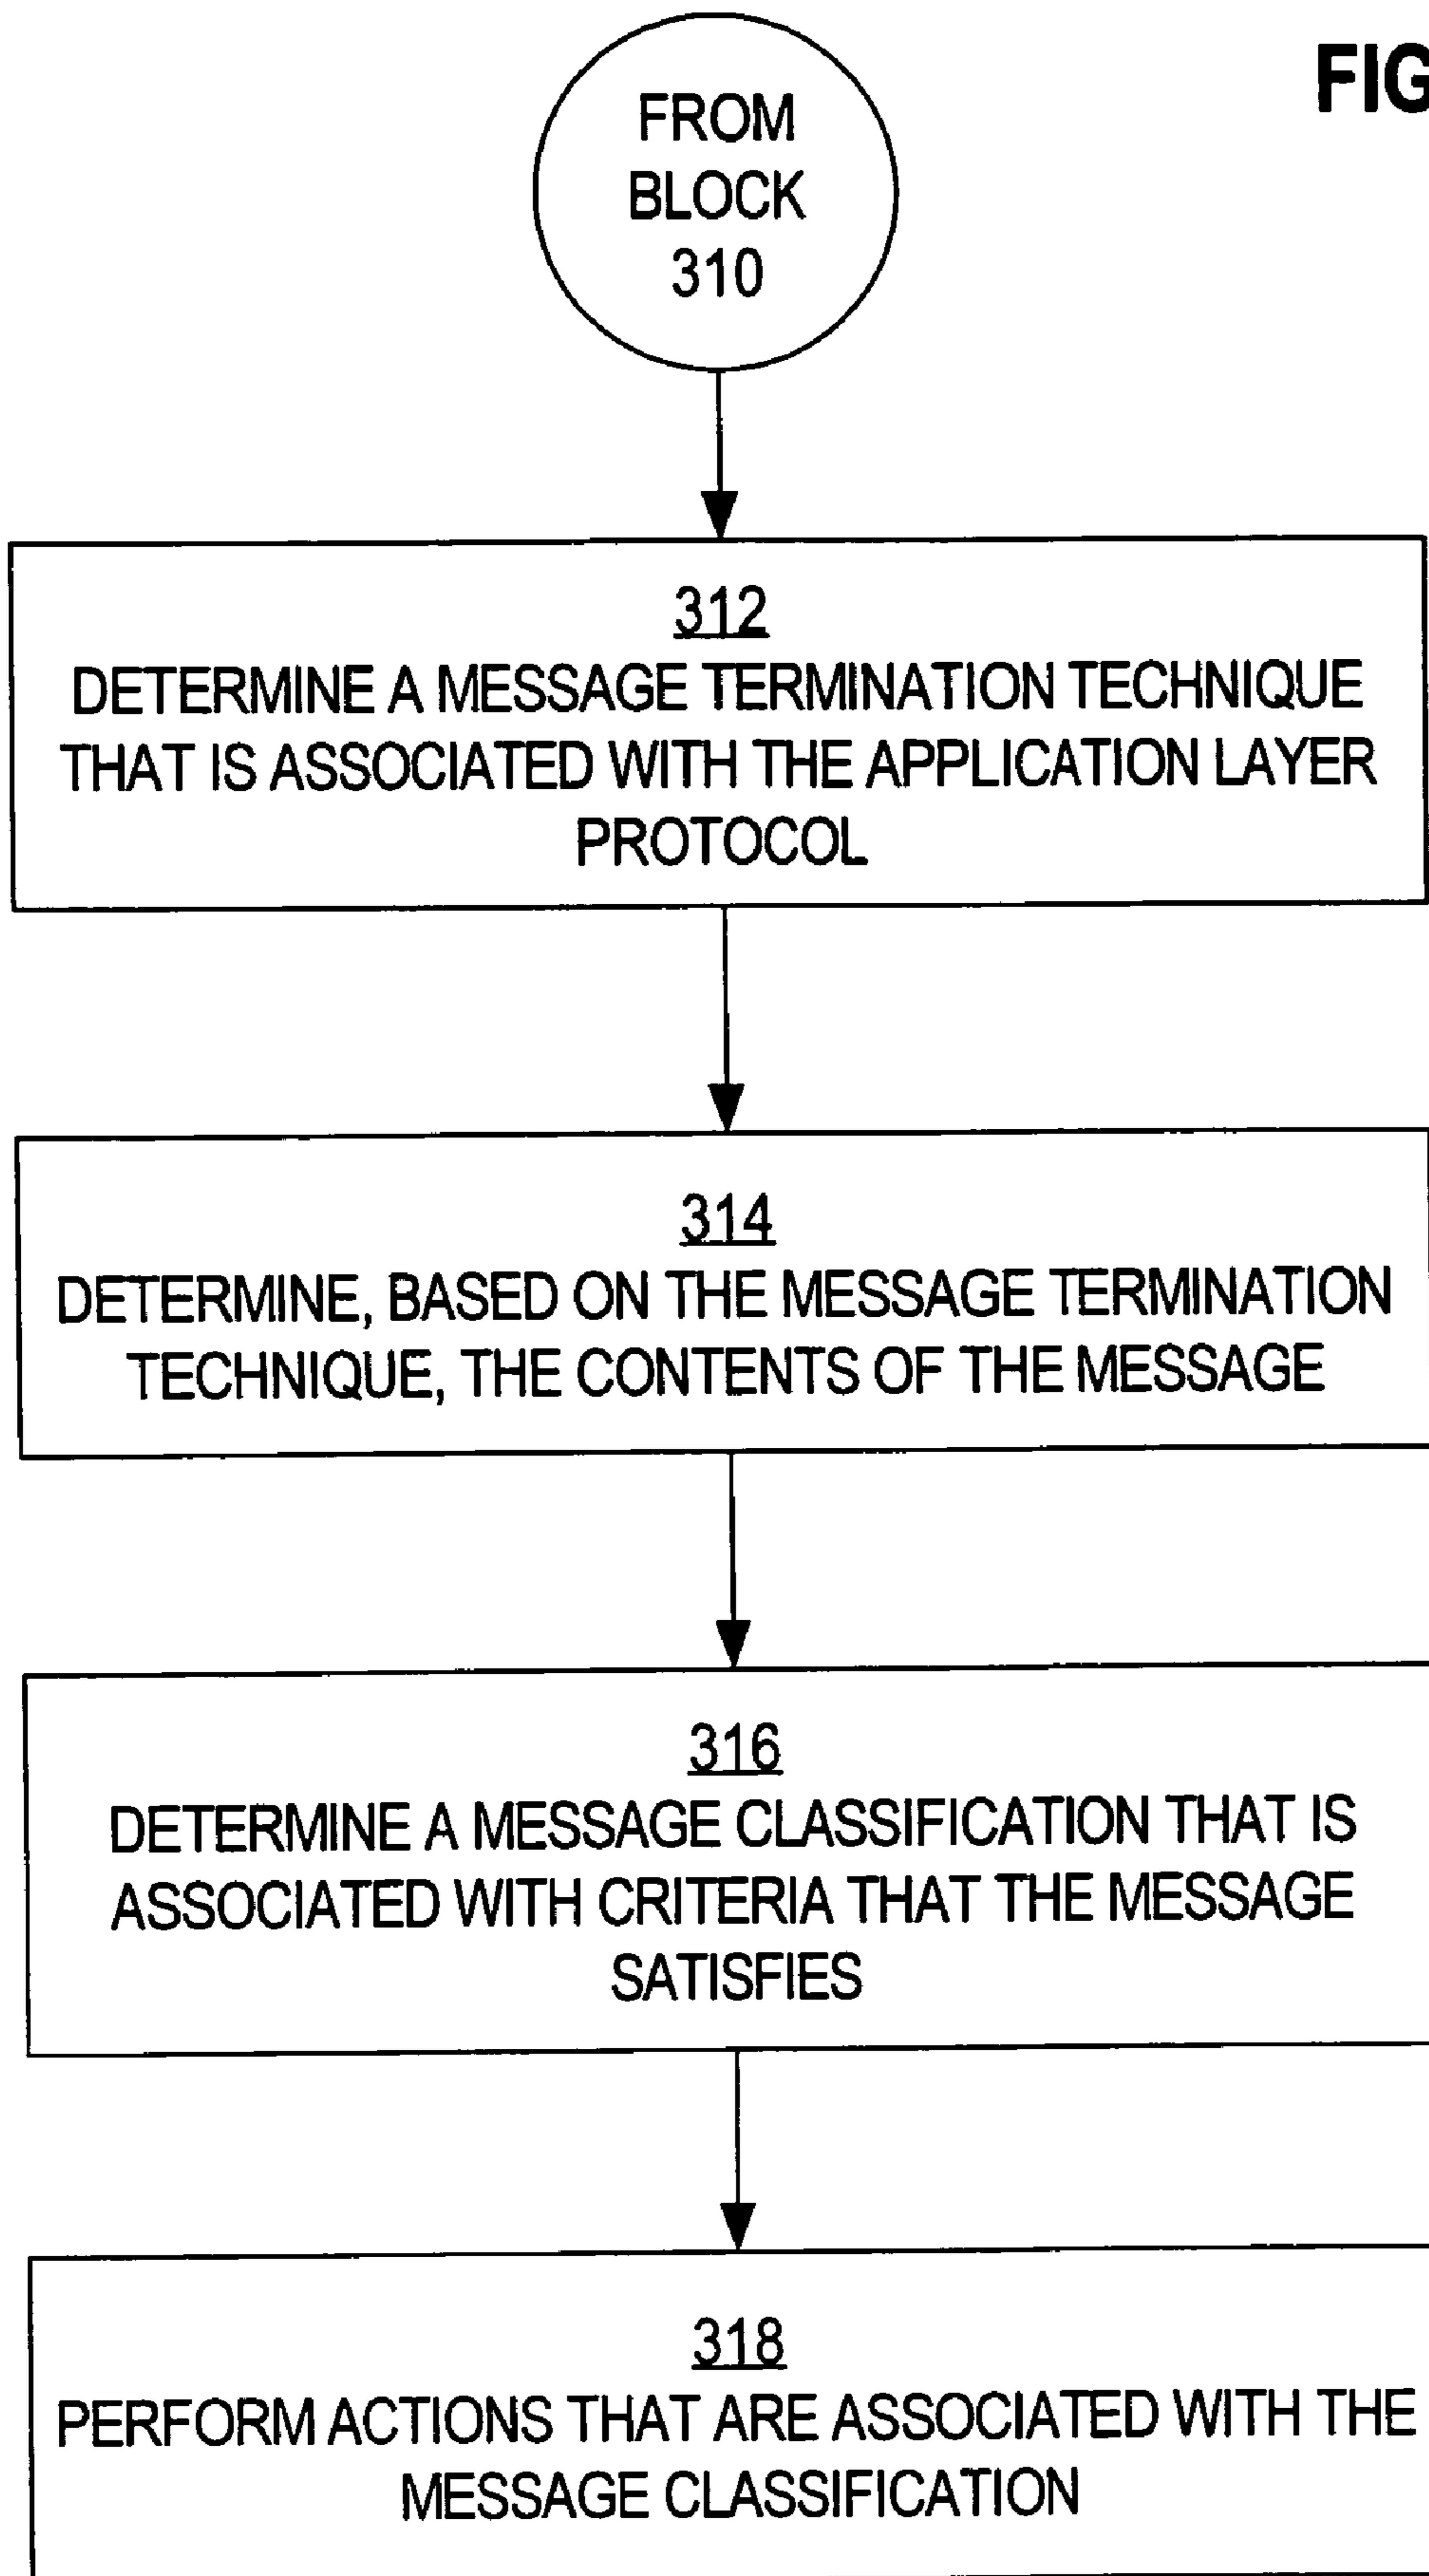 FIG
FROM
BLOCK
310
312
DETERMINE A MESSAGE TERMINATION TECHNIQUE
THAT IS ASSOCIATED WITH THE APPLICATION LAYER
PROTOCOL
314
DETERMINE, BASED ON THE MESSAGE TERMINATION
TECHNIQUE, THE CONTENTS OF THE MESSAGE
316
DETERMINE A MESSAGE CLASSIFICATION THAT IS
ASSOCIATED WITH CRITERIA THAT THE MESSAGE
SATISFIES
318
PERFORM ACTIONS THAT ARE ASSOCIATED WITH THE
MESSAGE CLASSIFICATION